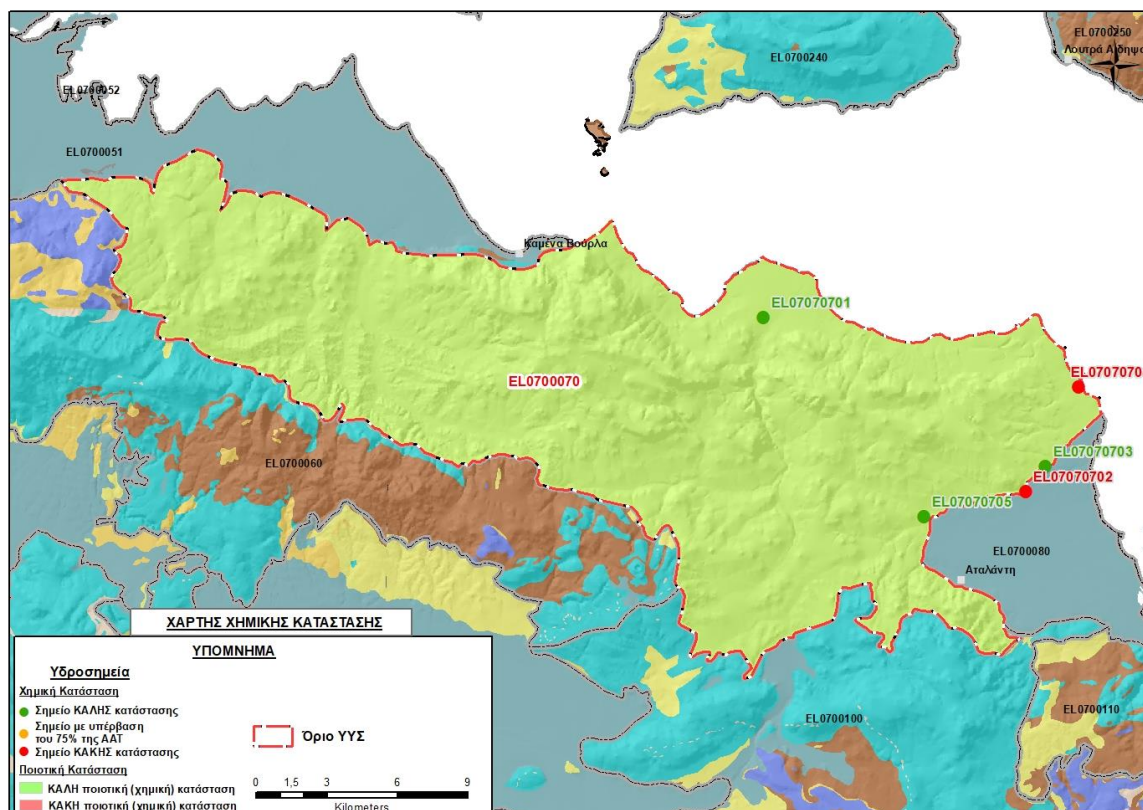 EL0700250
Λουτρά Αιδηψο
EL0700240
EL0700052
EL0700051
Καμένα Βούρλα
EL07070701
EL0700070
EL0707070
EL07070703
EL0700060
EL07070702
EL07070705
EL0700080
Αταλάντη
ΧΑΡΤΗΣ ΧΗΜΙΚΗΣ ΚΑΤΑΣΤΑΣΗΣ
EL0700100
EL0700110
ΥΠΟΜΝΗΜΑ
Υδροσημεία
Χημική Κατάσταση
Σημείο ΚΑΛΗΣ κατάστασης
Σημείο με υπέρβαση
του 75% της ΑΑΤ
Σημείο ΚΑΚΗΣ κατάστασης
Όριο ΥΥΣ
Ποιοτική Κατάσταση
ΚΑΛΗ ποιοτική (χημική) κατάσταση
ΚΑΚΗ ποιοτική (χημική) κατάσταση
0 1,5 3 6 9
Kilometers